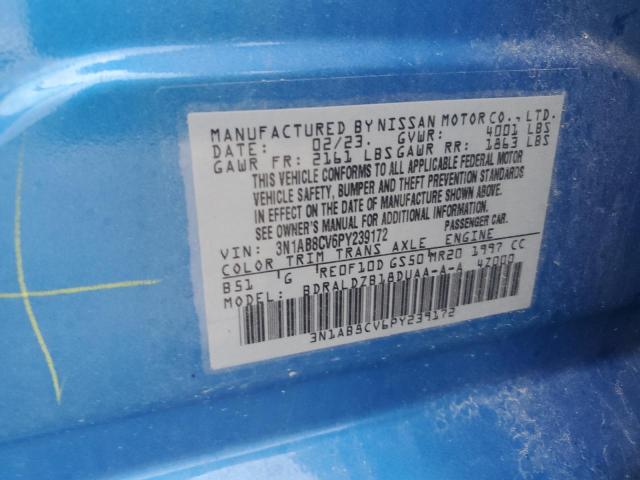 MANUFACTURED BY NISSAN MOTOR CO., LTD.
DATE: 02/23. GVWR: 4001 LBS
GAWR FR: 2161 LBS GAWR RR: 1863 LBS
THIS VEHICLE CONFORMS TO ALL APPLICABLE FEDERAL MOTOR
VEHICLE SAFETY, BUMPER AND THEFT PREVENTION STANDARDS
IN EFFECT ON THE DATE OF MANUFACTURE SHOWN ABOVE.
SEE OWNER'S MANUAL FOR ADDITIONAL INFORMATION.
VIN: 3N1AB8CV6PY239172 PASSENGER CAR.
COLOR TRIM TRANS AXLE ENGINE
B51 G RE0F10D GS50 MR20 1997 CC
MODEL: BDRALDZB18DUAA-A-A 4Z000
3N1AB8CV6PY239172